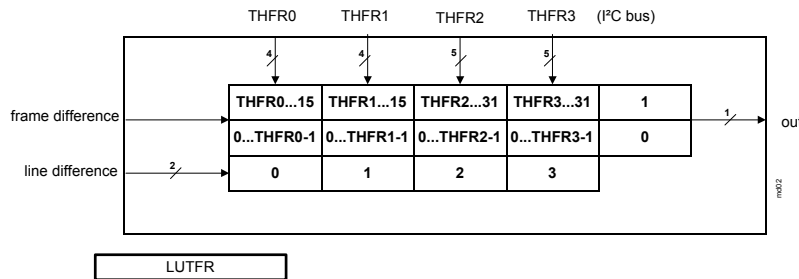 THFR0 THFR1 THFR2 THFR3 (I²C bus)
4 4 5 5
THFR0...15 THFR1...15 THFR2...31 THFR3...31 1
frame difference 1 out
0...THFR0-1 0...THFR1-1 0...THFR2-1 0...THFR3-1 0
line difference 2 0 1 2 3
md02
LUTFR